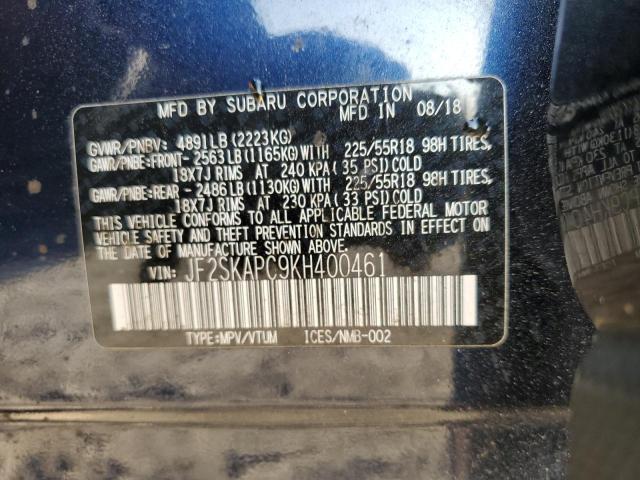 MFD BY SUBARU CORPORATION
MFD IN 08/18
GVWR/PNBV: 4891LB(2223KG)
GAWR/PNBE:FRONT-2563LB(1165KG)WITH 225/55R18 98H TIRES
18X7J RIMS AT 240 KPA(35 PSI)COLD
GAWR/PNBE:REAR -2486LB(1130KG)WITH 225/55R18 98H TIRES
18X7J RIMS AT 230 KPA(33 PSI)COLD
THIS VEHICLE CONFORMS TO ALL APPLICABLE FEDERAL MOTOR
VEHICLE SAFETY AND THEFT PREVENTION STANDARDS IN EFFECT ON
THE DATE OF MANUFACTURE SHOWN ABOVE.
VIN: JF2SKAPC9KH400461
TYPE:MPV/VTUM ICES/NMB-002